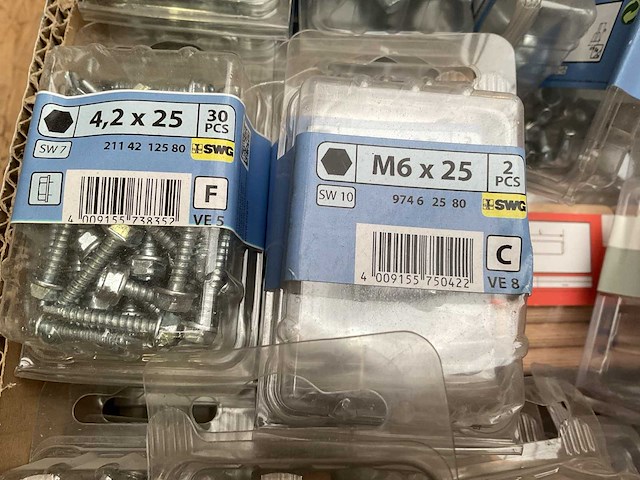 4,2 x 25
30
PCS
SW 7
211 42 125 80
SWG
F
4 009155 738352
VE 5
M6 x 25
2
PCS
SW 10
974 6 25 80
SWG
C
4 009155 750422
VE 8